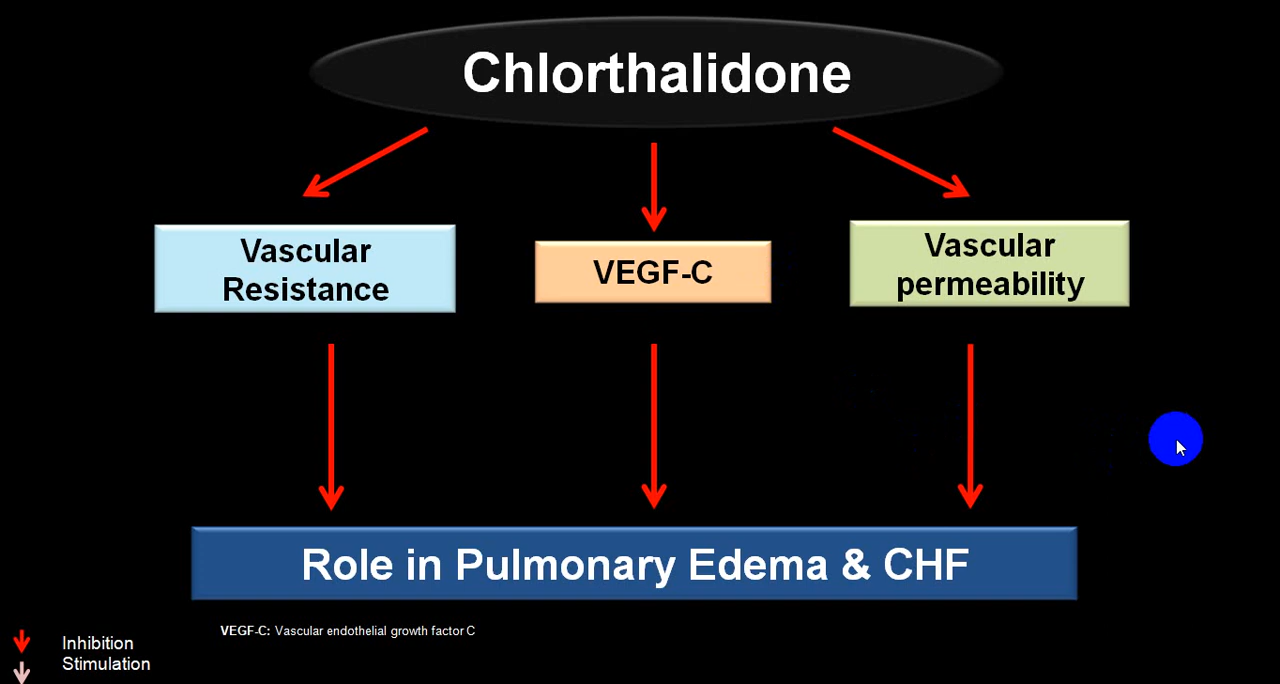 Chlorthalidone
Vascular
Resistance
VEGF-C
Vascular
permeability
Role in Pulmonary Edema & CHF
VEGF-C: Vascular endothelial growth factor C
Inhibition
Stimulation